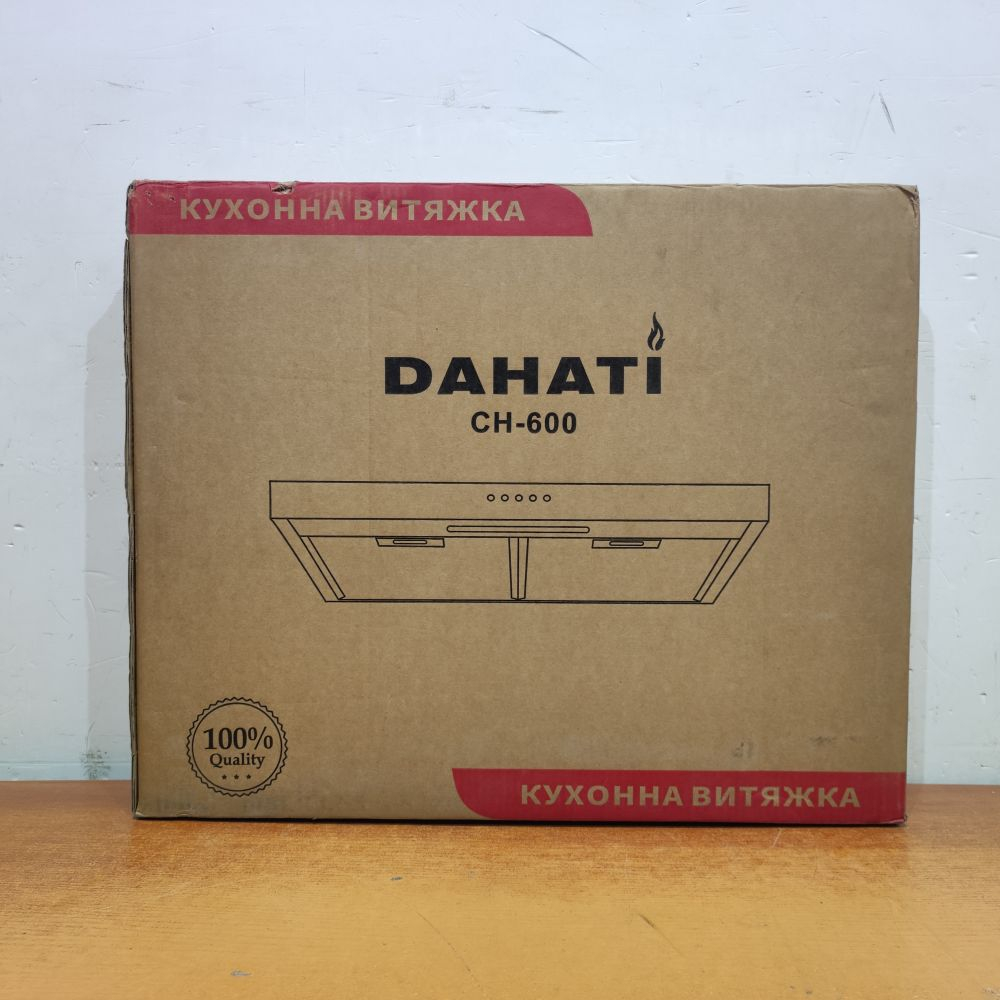 КУХОННА ВИТЯЖКА
DAHATI
CH-600
100%
Quality
КУХОННА ВИТЯЖКА